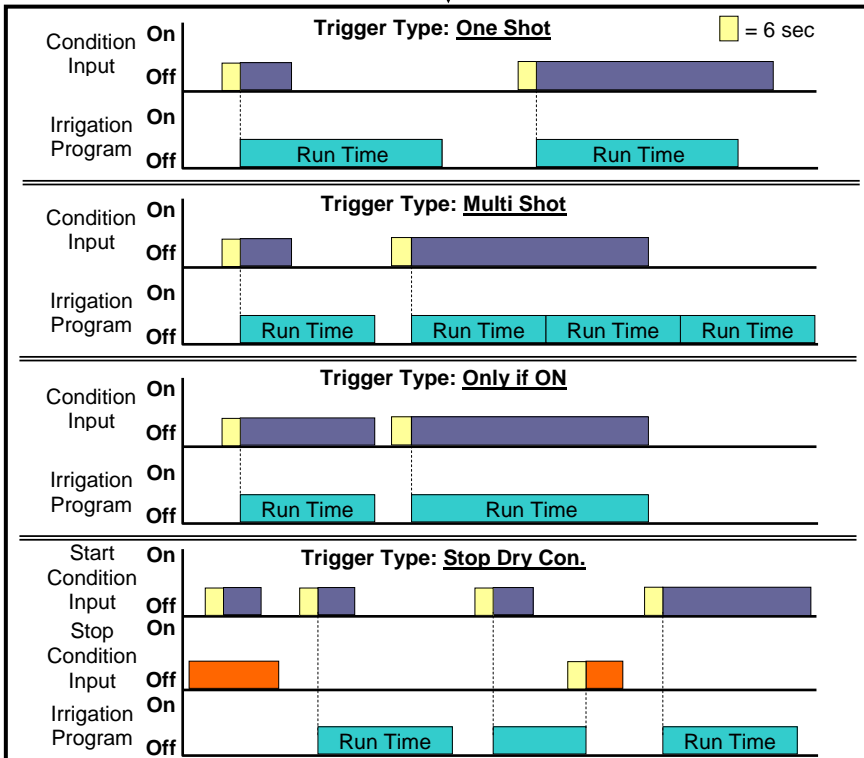 Trigger Type: One Shot
= 6 sec
Condition
Input
On
Off
Irrigation
Program
On
Off
Run Time
Run Time
Trigger Type: Multi Shot
Condition
Input
On
Off
Irrigation
Program
On
Off
Run Time
Run Time
Run Time
Run Time
Trigger Type: Only if ON
Condition
Input
On
Off
Irrigation
Program
On
Off
Run Time
Run Time
Trigger Type: Stop Dry Con.
Start
Condition
Input
On
Off
Stop
Condition
Input
On
Off
Irrigation
Program
On
Off
Run Time
Run Time